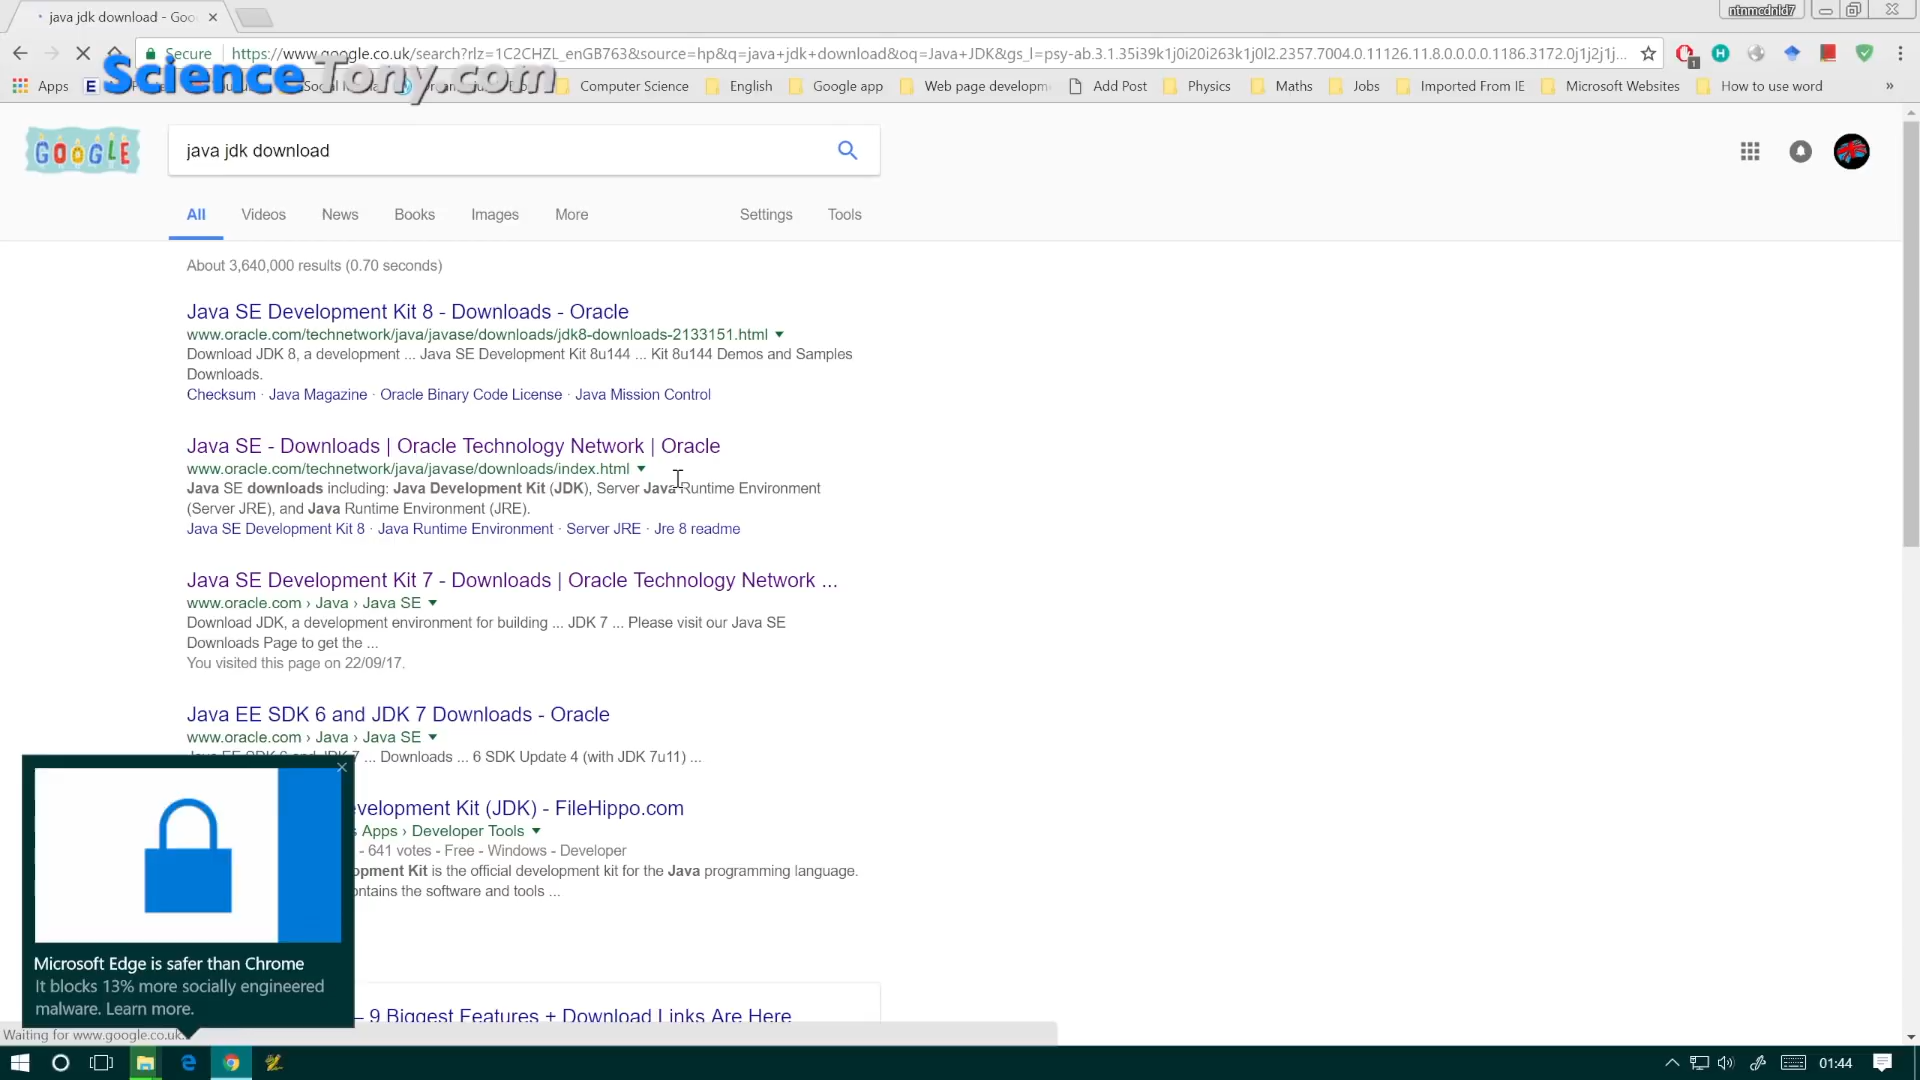 java jdk download - Goo
ntnmcdnld7
Secure https://www.google.co.uk/search?rlz=1C2CHZL_enGB763&source=hp&q=java+jdk+download&oq=Java+JDK&gs_l=psy-ab.3.1.35i39k1j0i20i263k1j0l2.2357.7004.0.11126.11.8.0.0.0.0.1186.3172.0j1j2j1j...
ScienceTony.com
Apps Computer Science English Google app Web page developm Add Post Physics Maths Jobs Imported From IE Microsoft Websites How to use word »
GOOGLE java jdk download
All Videos News Books Images More Settings Tools
About 3,640,000 results (0.70 seconds)
Java SE Development Kit 8 - Downloads - Oracle
www.oracle.com/technetwork/java/javase/downloads/jdk8-downloads-2133151.html
Download JDK 8, a development ... Java SE Development Kit 8u144 ... Kit 8u144 Demos and Samples
Downloads.
Checksum · Java Magazine · Oracle Binary Code License · Java Mission Control
Java SE - Downloads | Oracle Technology Network | Oracle
www.oracle.com/technetwork/java/javase/downloads/index.html
Java SE downloads including: Java Development Kit (JDK), Server Java Runtime Environment
(Server JRE), and Java Runtime Environment (JRE).
Java SE Development Kit 8 · Java Runtime Environment · Server JRE · Jre 8 readme
Java SE Development Kit 7 - Downloads | Oracle Technology Network ...
www.oracle.com › Java › Java SE
Download JDK, a development environment for building ... JDK 7 ... Please visit our Java SE
Downloads Page to get the ...
You visited this page on 22/09/17.
Java EE SDK 6 and JDK 7 Downloads - Oracle
www.oracle.com › Java › Java SE
Java EE SDK 6 and JDK 7 ... Downloads ... 6 SDK Update 4 (with JDK 7u11) ...
evelopment Kit (JDK) - FileHippo.com
s Apps › Developer Tools
- 641 votes - Free - Windows - Developer
opment Kit is the official development kit for the Java programming language.
ontains the software and tools ...
Microsoft Edge is safer than Chrome
It blocks 13% more socially engineered
malware. Learn more.
– 9 Biggest Features + Download Links Are Here
Waiting for www.google.co.uk...
01:44